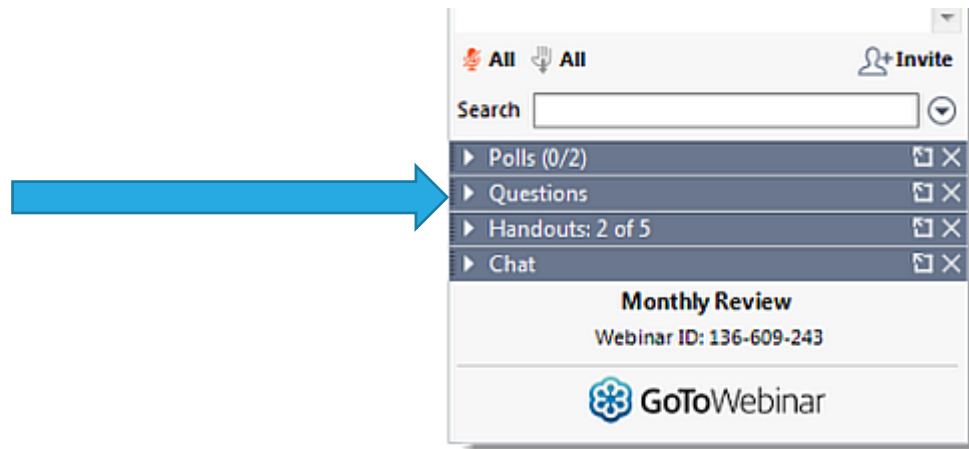 All All Invite
Search
Polls (0/2)
Questions
Handouts: 2 of 5
Chat
Monthly Review
Webinar ID: 136-609-243
GoToWebinar